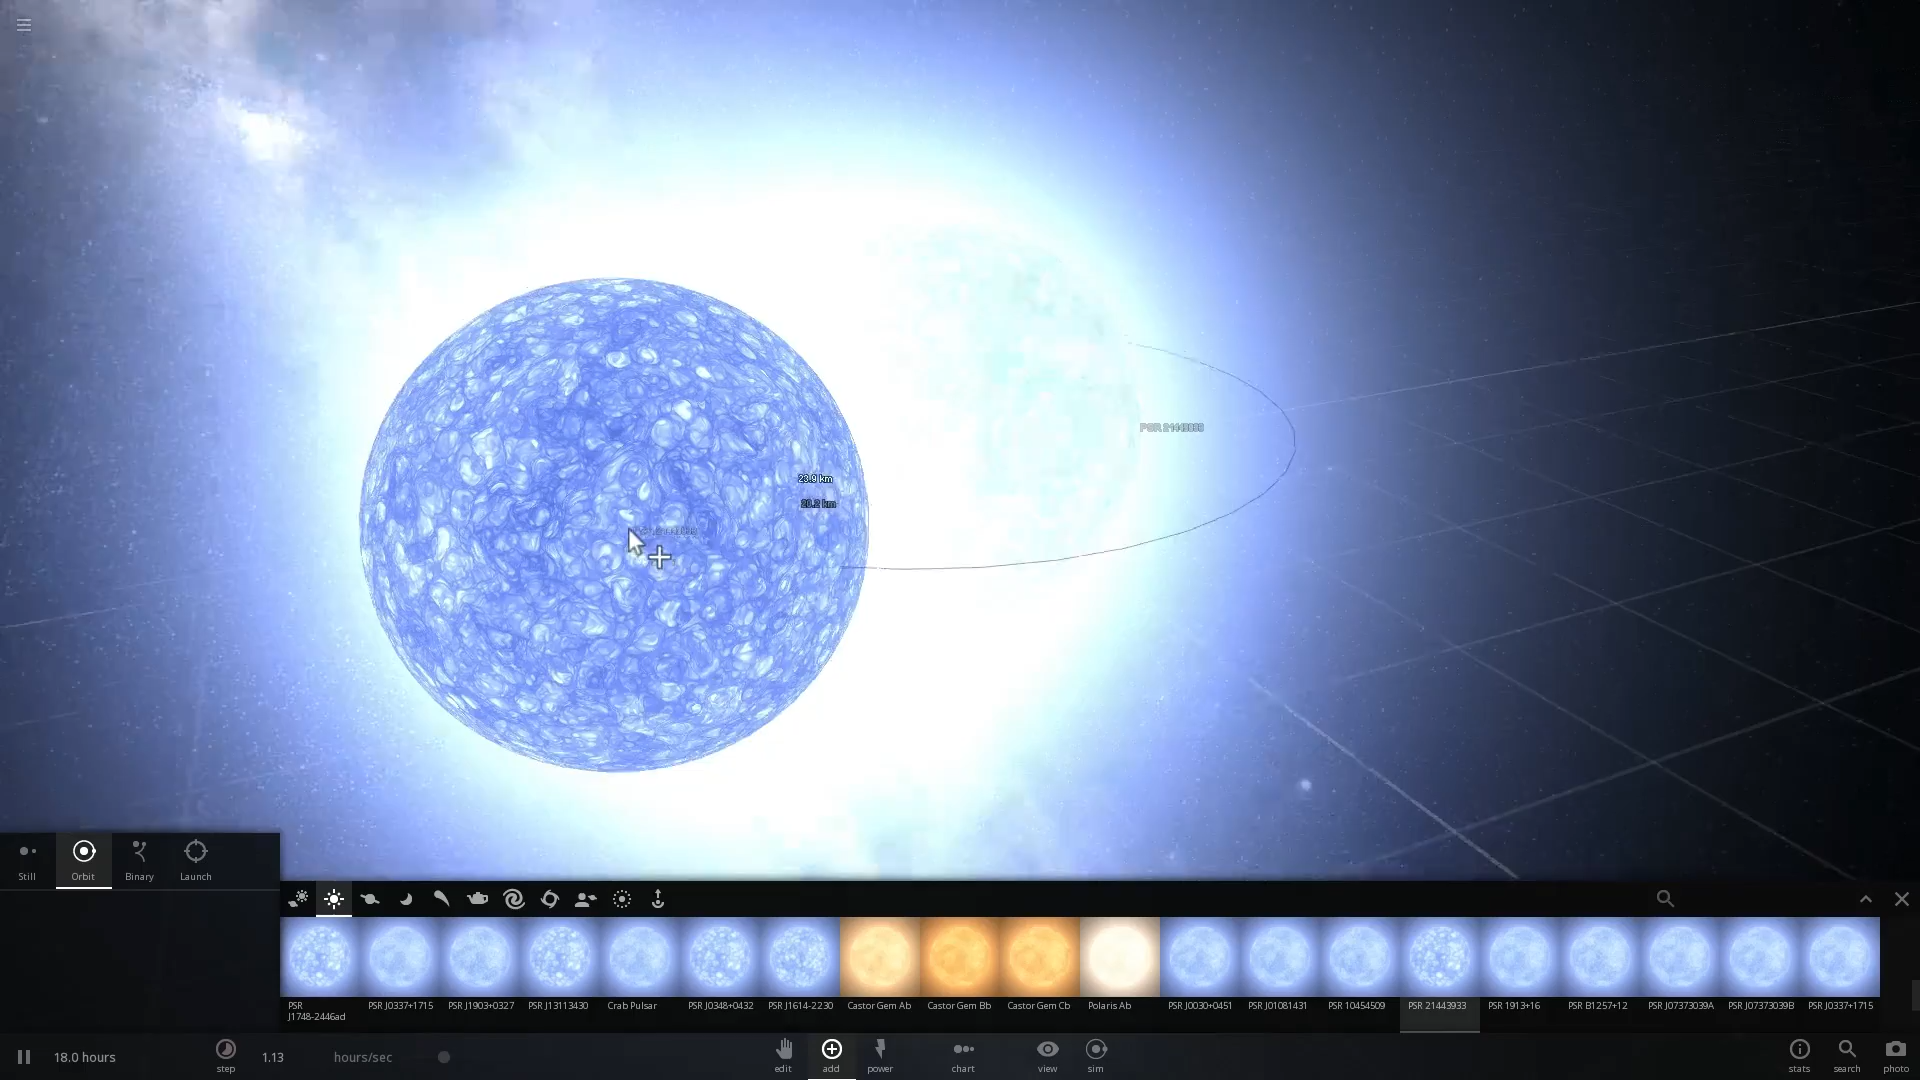 23.9 km
20.2 km
Still
Orbit
Binary
Launch
PSR
J1748-2446ad
PSR J0337+1715
PSR J1903+0327
PSR J13113430
Crab Pulsar
PSR J0348+0432
PSR J1614-2230
Castor Gem Ab
Castor Gem Bb
Castor Gem Cb
Polaris Ab
PSR J0030+0451
PSR J01081431
PSR 10454509
PSR 21443933
PSR 1913+16
PSR B1257+12
PSR J07373039A
PSR J07373039B
PSR J0337+1715
18.0 hours
step
1.13
hours/sec
edit
add
power
chart
view
sim
stats
search
photo